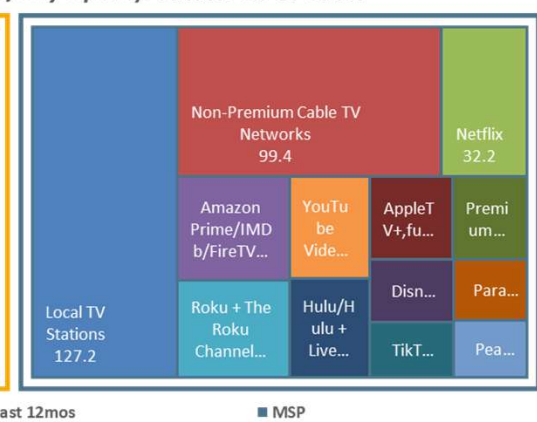 Non-Premium Cable TV
Networks
99.4
Netflix
32.2
Amazon
Prime/IMD
b/FireTV...
YouTu
be
Vide...
AppleT
V+,fu...
Premi
um...
Local TV
Stations
127.2
Roku + The
Roku
Channel...
Hulu/H
ulu +
Live...
Disn...
Para...
TikT...
Pea...
ast 12mos
MSP